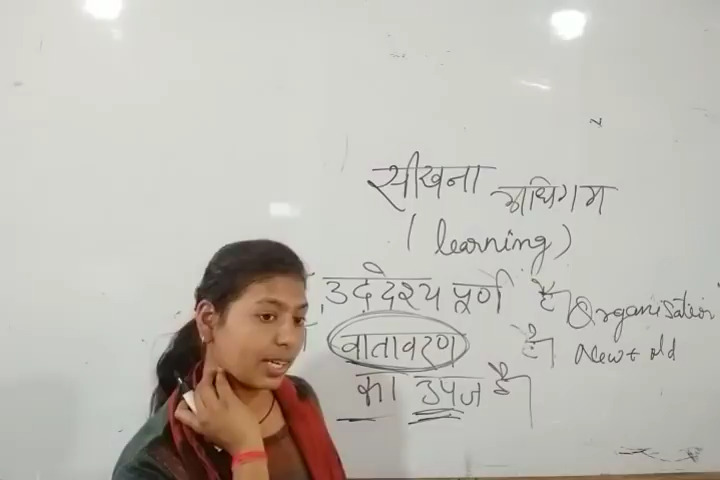 सीखना अधिगम
(learning)
उद्देश्य पूर्ण है। Organisation
वातावरण है। New + old
का उपज है।